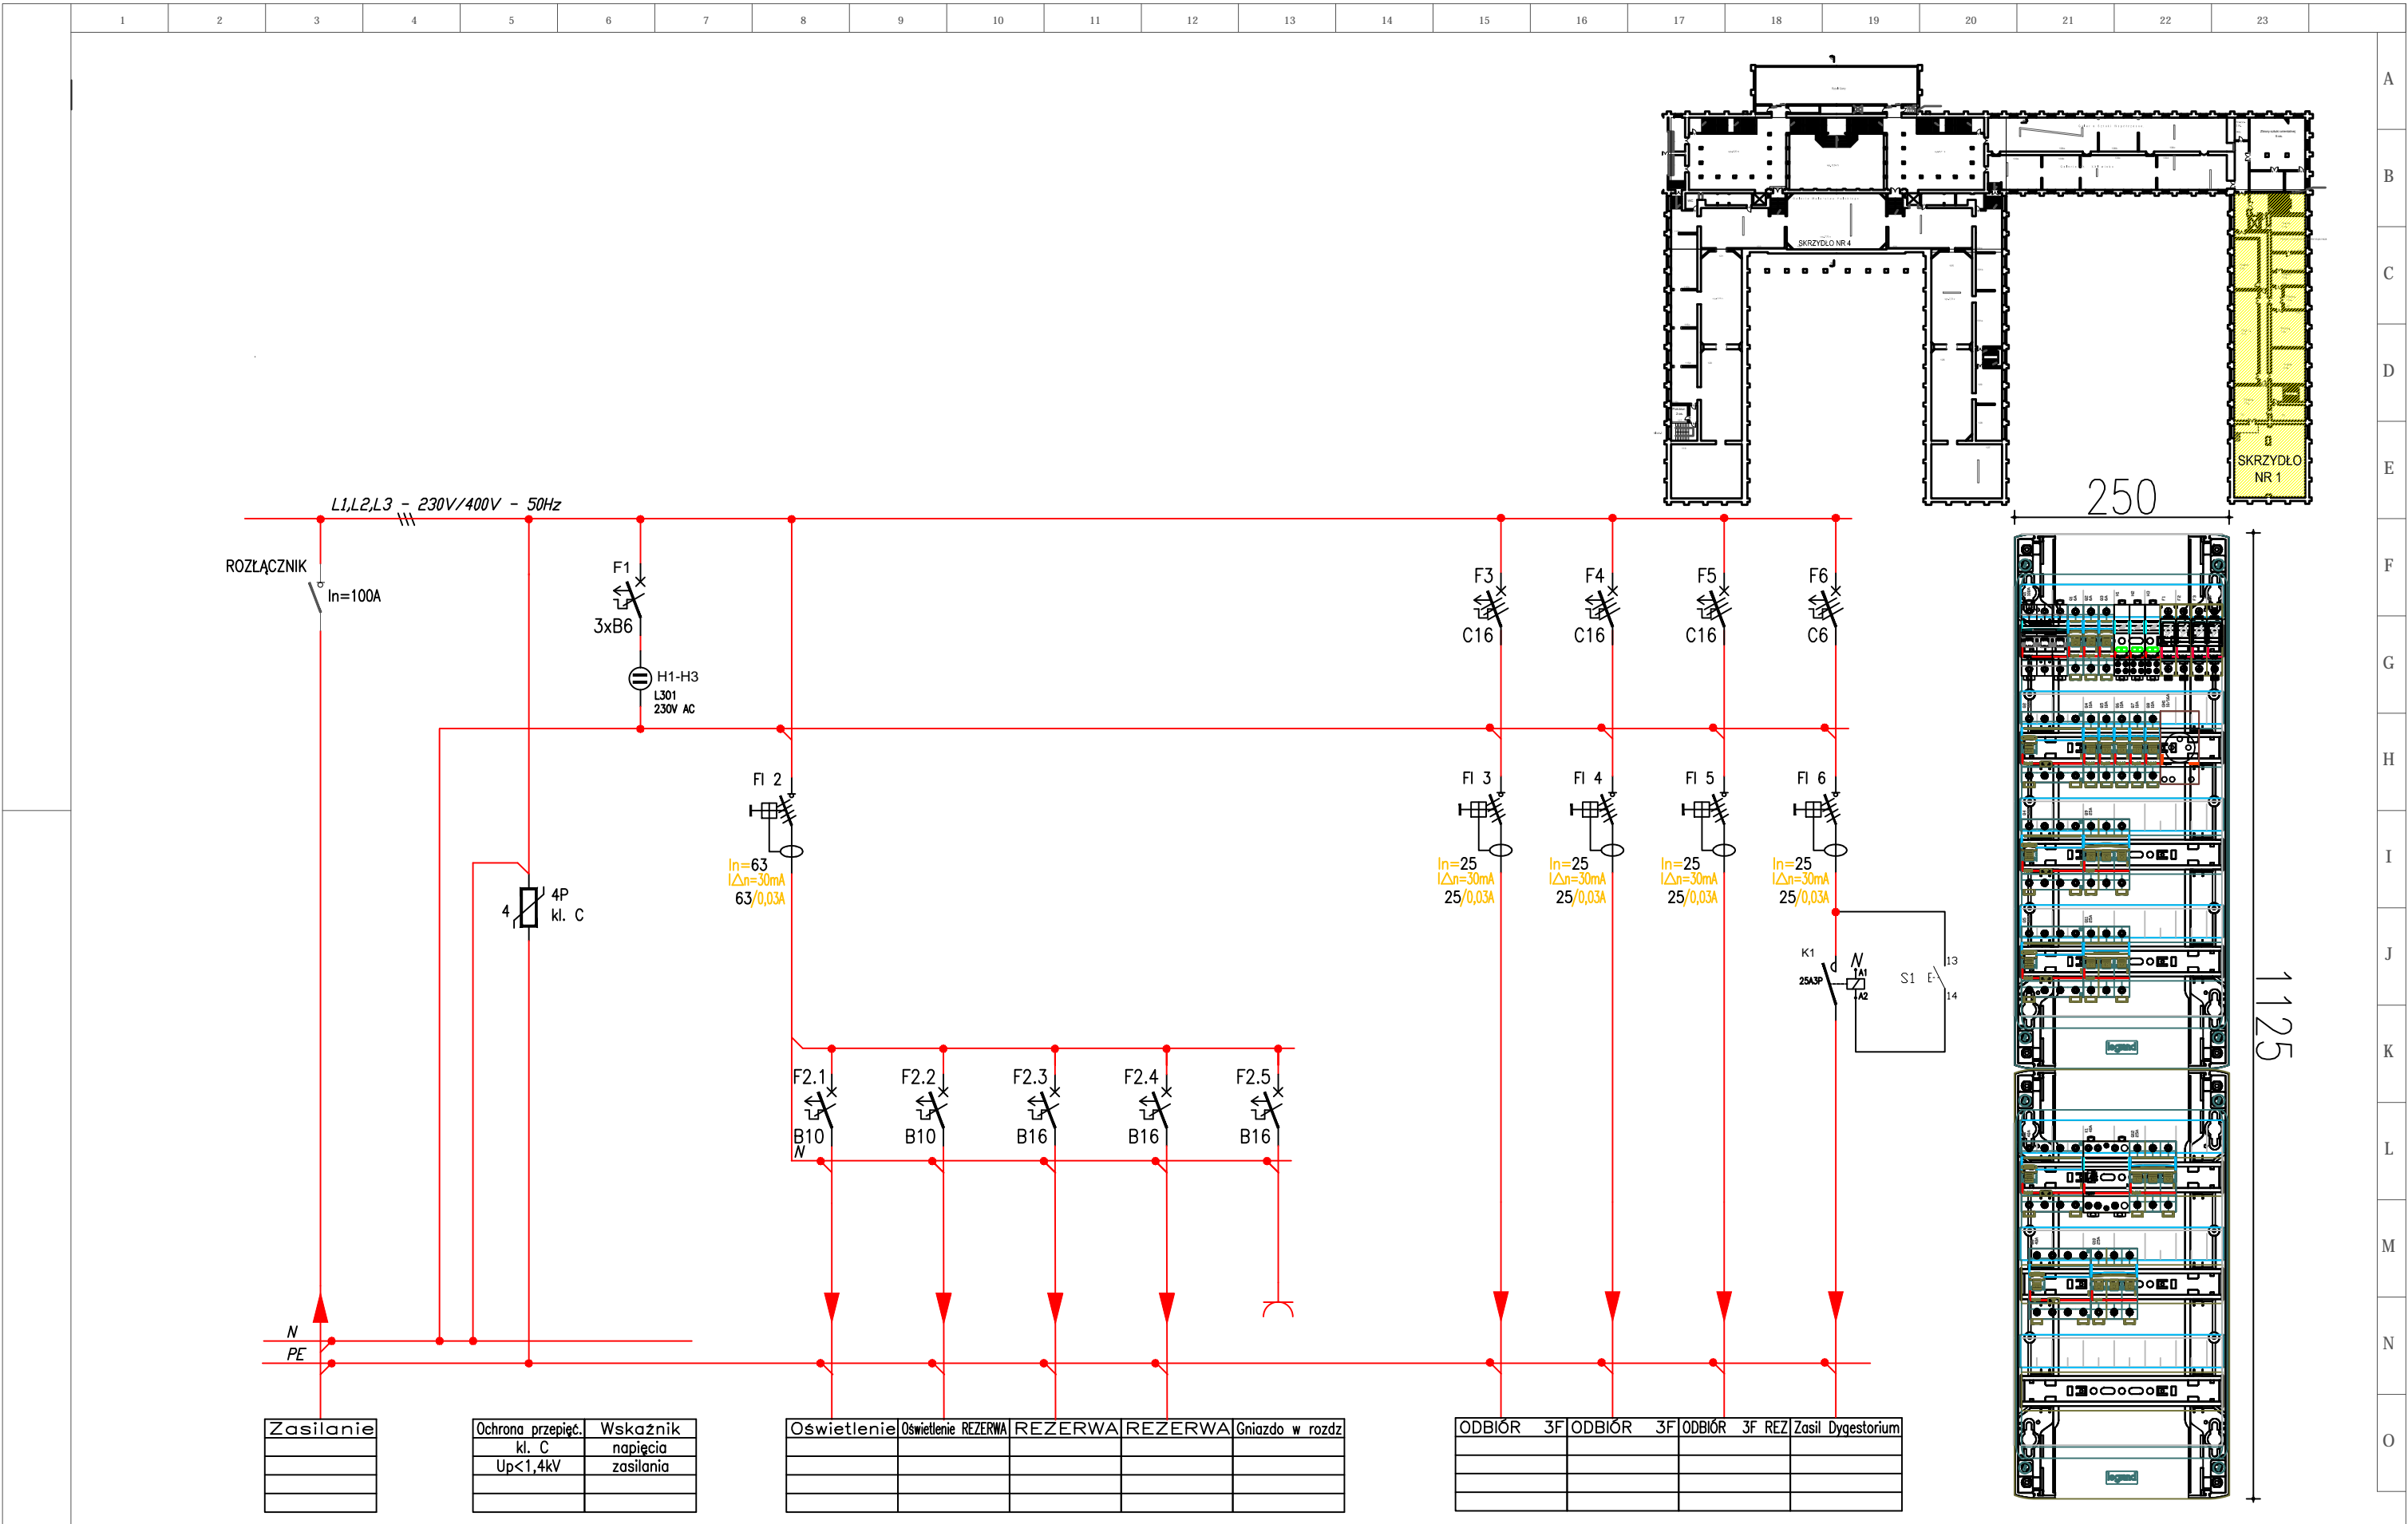 1 2 3 4 5 6 7 8 9 10 11 12 13 14 15 16 17 18 19 20 21 22 23
A
B
C
D
E
F
G
H
I
J
K
L
M
N
O
SKRZYDŁO NR 4
SKRZYDŁO
NR 1
250
1125
L1,L2,L3 - 230V/400V - 50Hz
ROZŁĄCZNIK
In=100A
F1
3xB6
H1-H3
L301
230V AC
4
4P
kl. C
FI 2
In=63
I△n=30mA
63/0,03A
F2.1
B10
F2.2
B10
F2.3
B16
F2.4
B16
F2.5
B16
N
F3
C16
F4
C16
F5
C16
F6
C6
FI 3
In=25
I△n=30mA
25/0,03A
FI 4
In=25
I△n=30mA
25/0,03A
FI 5
In=25
I△n=30mA
25/0,03A
FI 6
In=25
I△n=30mA
25/0,03A
K1
25A3P
N
A1
A2
S1
E
13
14
legrand
legrand
N
PE
Zasilanie
Ochrona przepięć. Wskaźnik
kl. C napięcia
Up<1,4kV zasilania
Oświetlenie Oświetlenie REZERWA REZERWA REZERWA Gniazdo w rozdz
ODBIÓR 3F ODBIÓR 3F ODBIÓR 3F REZ Zasil Dygestorium